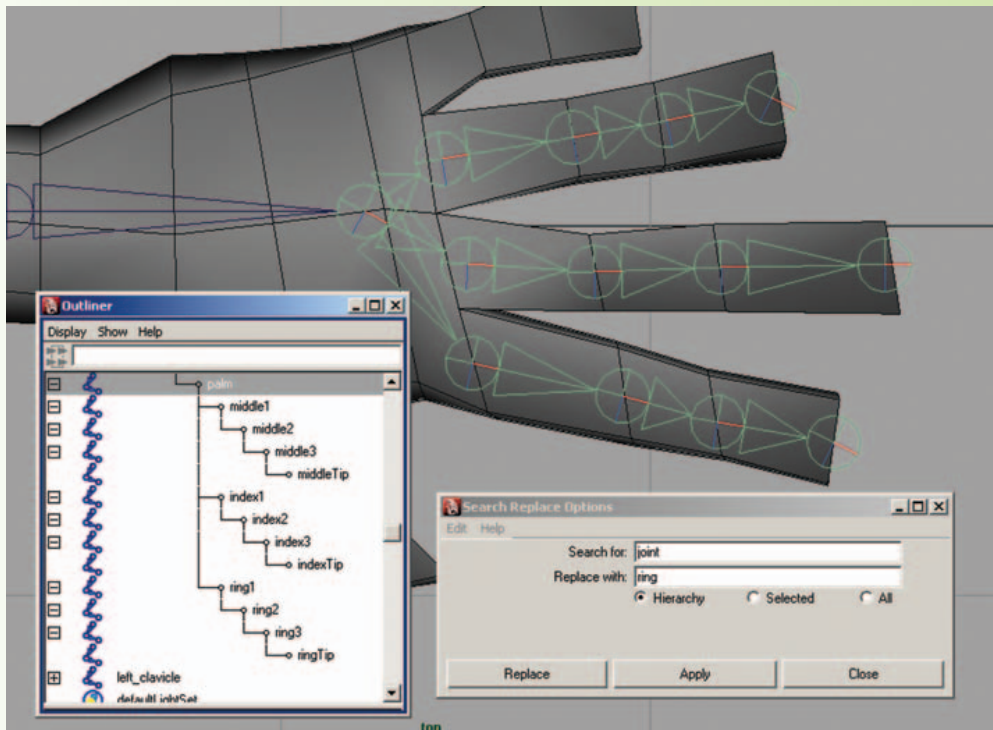 Outliner
Display Show Help
palm
middle1
middle2
middle3
middleTip
index1
index2
index3
indexTip
ring1
ring2
ring3
ringTip
left_clavicle
defaultLightSet
Search Replace Options
Edit Help
Search for: joint
Replace with: ring
Hierarchy Selected All
Replace Apply Close
top